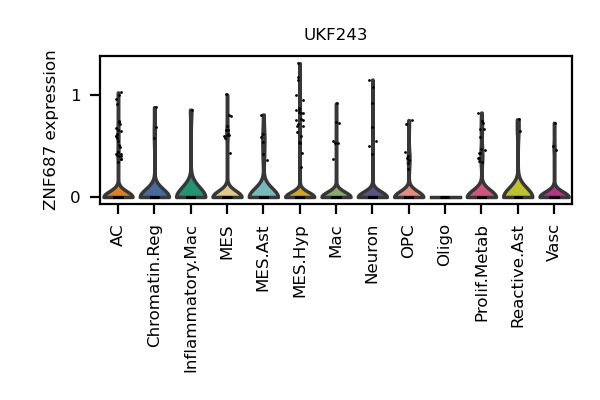 UKF243
ZNF687 expression
1
0
AC
Chromatin.Reg
Inflammatory.Mac
MES
MES.Ast
MES.Hyp
Mac
Neuron
OPC
Oligo
Prolif.Metab
Reactive.Ast
Vasc